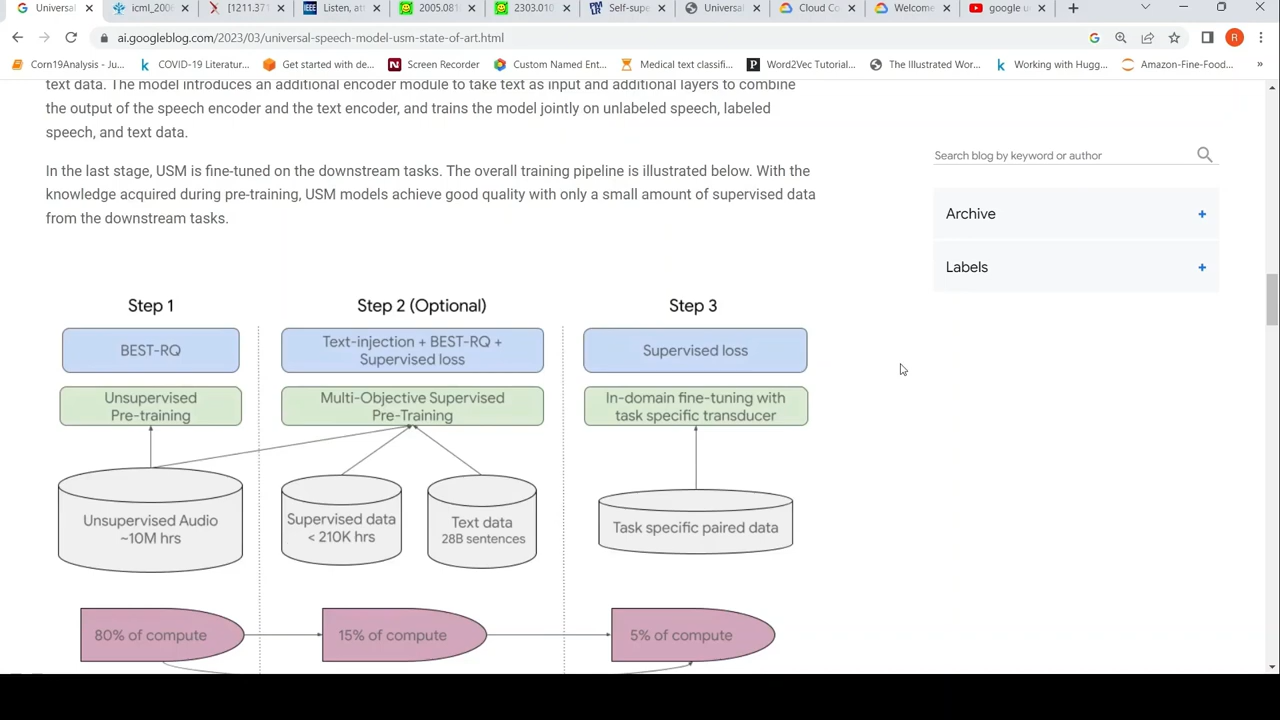 Universal
icml_200
[1211.371
Listen, att
2005.081
2303.010
Self-supe
Universal
Cloud Co
Welcome
google u
ai.googleblog.com/2023/03/universal-speech-model-usm-state-of-art.html
R
Corn19Analysis - Ju...
COVID-19 Literatur...
Get started with de...
Screen Recorder
Custom Named Ent...
Medical text classifi...
Word2Vec Tutorial...
The Illustrated Wor...
Working with Hugg...
Amazon-Fine-Food...
»
text data. The model introduces an additional encoder module to take text as input and additional layers to combine
the output of the speech encoder and the text encoder, and trains the model jointly on unlabeled speech, labeled
speech, and text data.
In the last stage, USM is fine-tuned on the downstream tasks. The overall training pipeline is illustrated below. With the
knowledge acquired during pre-training, USM models achieve good quality with only a small amount of supervised data
from the downstream tasks.
Search blog by keyword or author
Archive
+
Labels
+
Step 1
Step 2 (Optional)
Step 3
BEST-RQ
Text-injection + BEST-RQ +
Supervised loss
Supervised loss
Unsupervised
Pre-training
Multi-Objective Supervised
Pre-Training
In-domain fine-tuning with
task specific transducer
Unsupervised Audio
~10M hrs
Supervised data
< 210K hrs
Text data
28B sentences
Task specific paired data
80% of compute
15% of compute
5% of compute